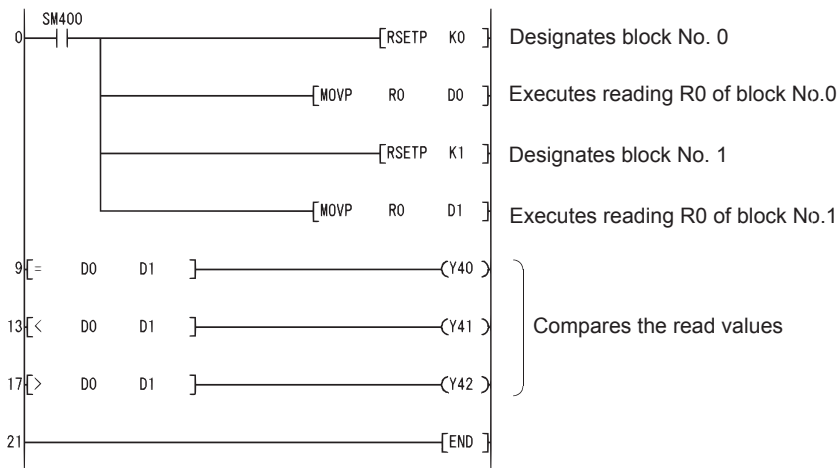 SM400
0 [RSETP K0 ] Designates block No. 0
[MOVP R0 D0 ] Executes reading R0 of block No.0
[RSETP K1 ] Designates block No. 1
[MOVP R0 D1 ] Executes reading R0 of block No.1
9 [= D0 D1 ] (Y40 )
13 [< D0 D1 ] (Y41 ) Compares the read values
17 [> D0 D1 ] (Y42 )
21 [END ]